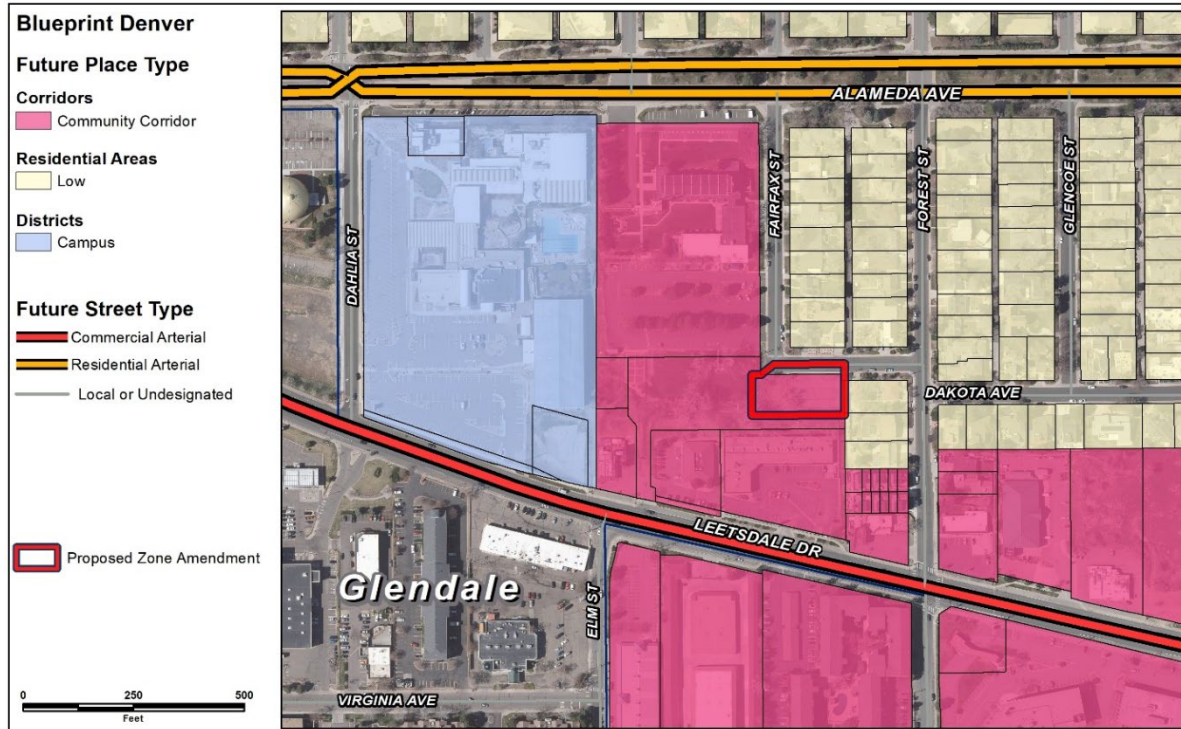 Blueprint Denver
Future Place Type
Corridors
Community Corridor
Residential Areas
Low
Districts
Campus
Future Street Type
Commercial Arterial
Residential Arterial
Local or Undesignated
Proposed Zone Amendment
0 250 500
Feet
ALAMEDA AVE
DAHLIA ST
FAIRFAX ST
FOREST ST
GLENCOE ST
DAKOTA AVE
LEETSDALE DR
Glendale
ELM ST
VIRGINIA AVE